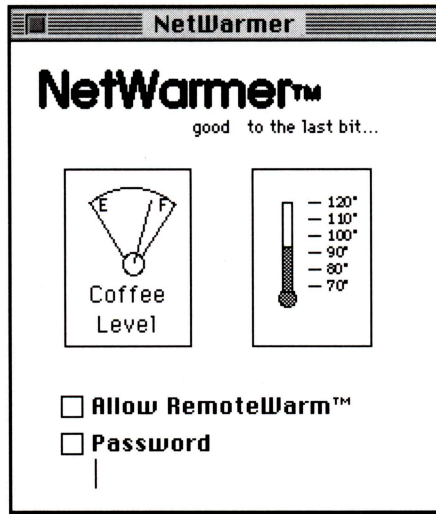 NetWarmer
NetWarmer™
good to the last bit...
E F
Coffee
Level
120°
110°
100°
90°
80°
70°
Allow RemoteWarm™
Password